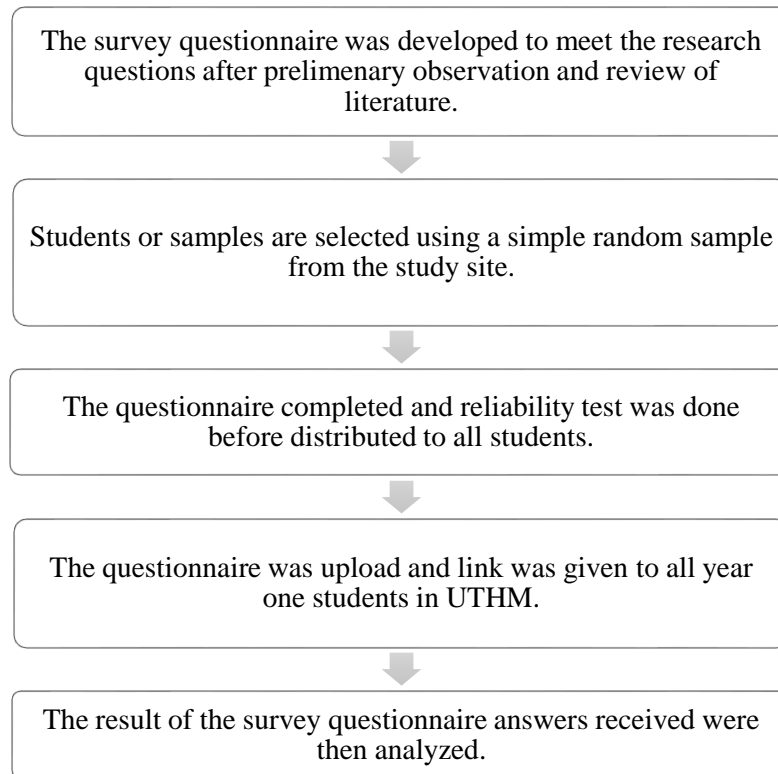 The survey questionnaire was developed to meet the research
questions after prelimenary observation and review of
literature.
Students or samples are selected using a simple random sample
from the study site.
The questionnaire completed and reliability test was done
before distributed to all students.
The questionnaire was upload and link was given to all year
one students in UTHM.
The result of the survey questionnaire answers received were
then analyzed.